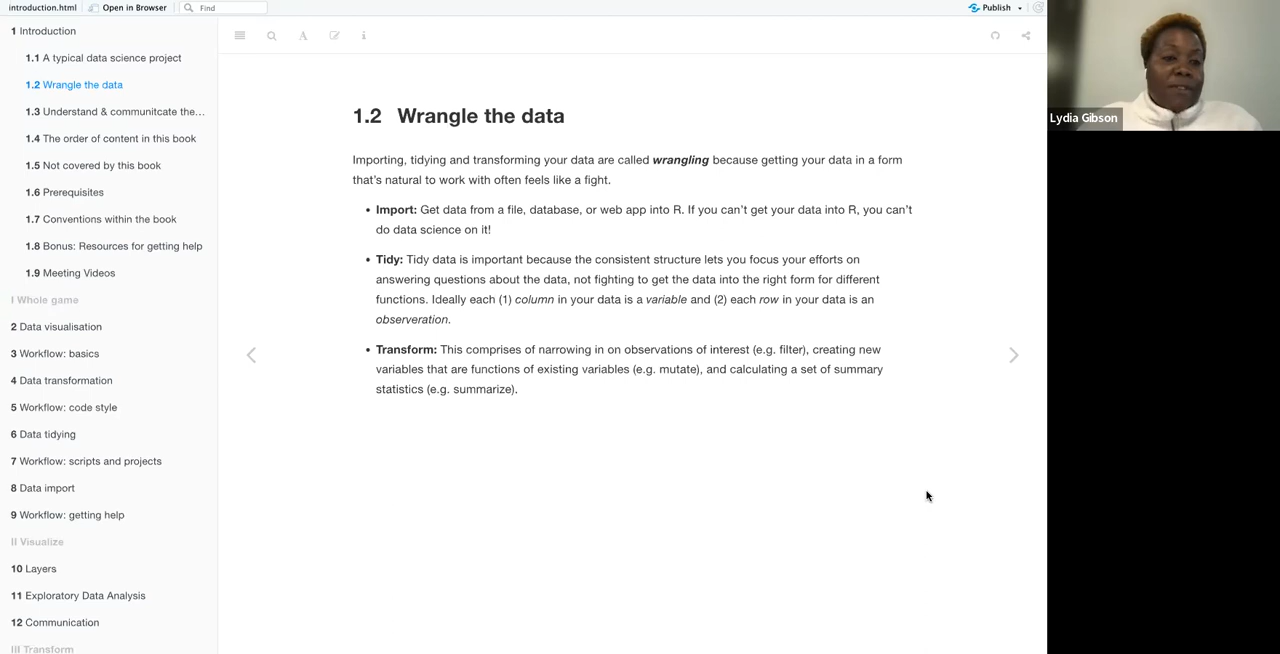 introduction.html Open in Browser Find Publish
1 Introduction
1.1 A typical data science project
1.2 Wrangle the data
1.3 Understand & communitcate the...
1.4 The order of content in this book
1.5 Not covered by this book
1.6 Prerequisites
1.7 Conventions within the book
1.8 Bonus: Resources for getting help
1.9 Meeting Videos
I Whole game
2 Data visualisation
3 Workflow: basics
4 Data transformation
5 Workflow: code style
6 Data tidying
7 Workflow: scripts and projects
8 Data import
9 Workflow: getting help
II Visualize
10 Layers
11 Exploratory Data Analysis
12 Communication
III Transform
1.2 Wrangle the data
Importing, tidying and transforming your data are called wrangling because getting your data in a form
that's natural to work with often feels like a fight.
• Import: Get data from a file, database, or web app into R. If you can't get your data into R, you can't
do data science on it!
• Tidy: Tidy data is important because the consistent structure lets you focus your efforts on
answering questions about the data, not fighting to get the data into the right form for different
functions. Ideally each (1) column in your data is a variable and (2) each row in your data is an
observeration.
• Transform: This comprises of narrowing in on observations of interest (e.g. filter), creating new
variables that are functions of existing variables (e.g. mutate), and calculating a set of summary
statistics (e.g. summarize).
Lydia Gibson